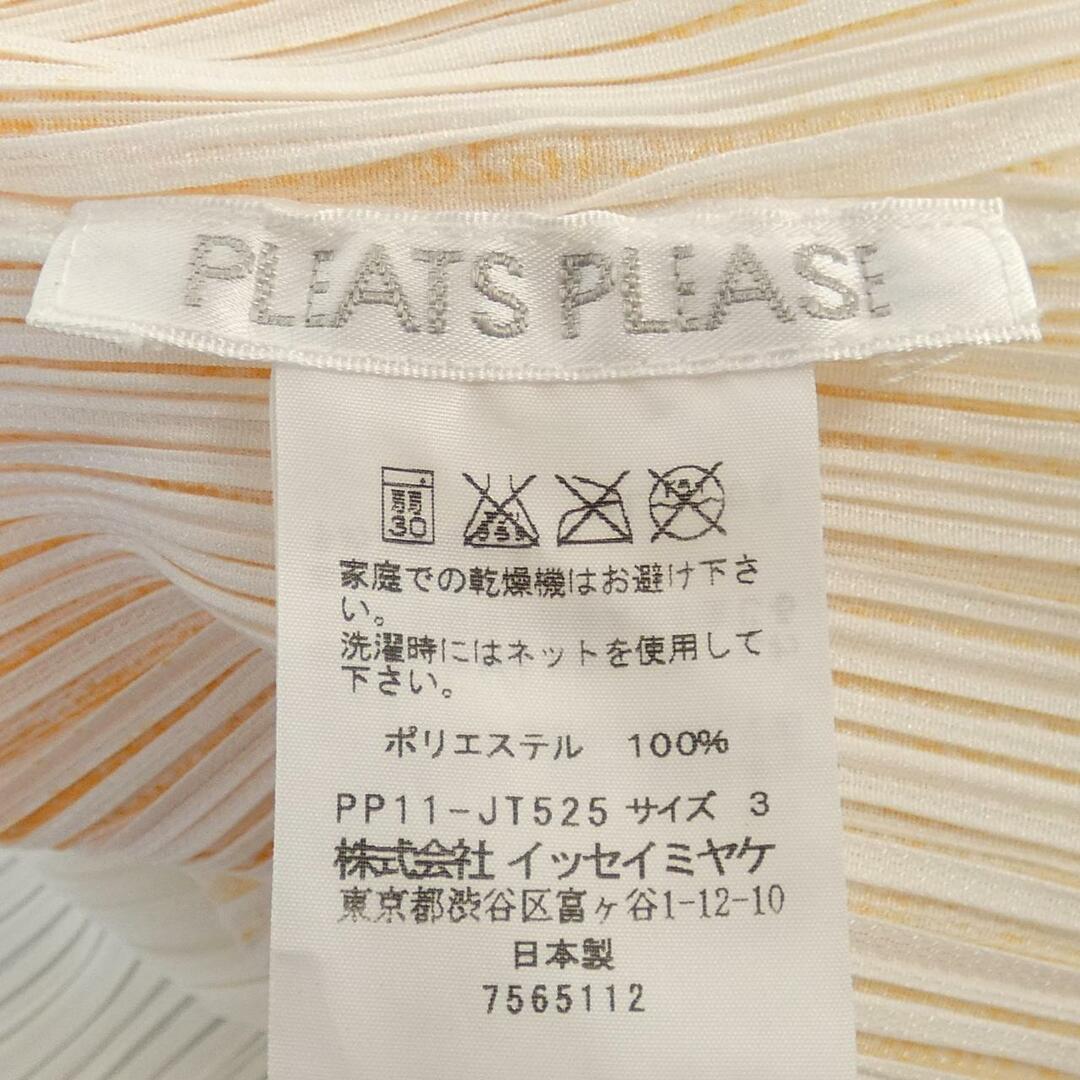 PLEATS PLEASE
弱
30
家庭での乾燥機はお避け下さ
い。
洗濯時にはネットを使用して
下さい。
ポリエステル 100%
PP11-JT525 サイズ 3
株式会社 イッセイミヤケ
東京都渋谷区富ヶ谷1-12-10
日本製
7565112